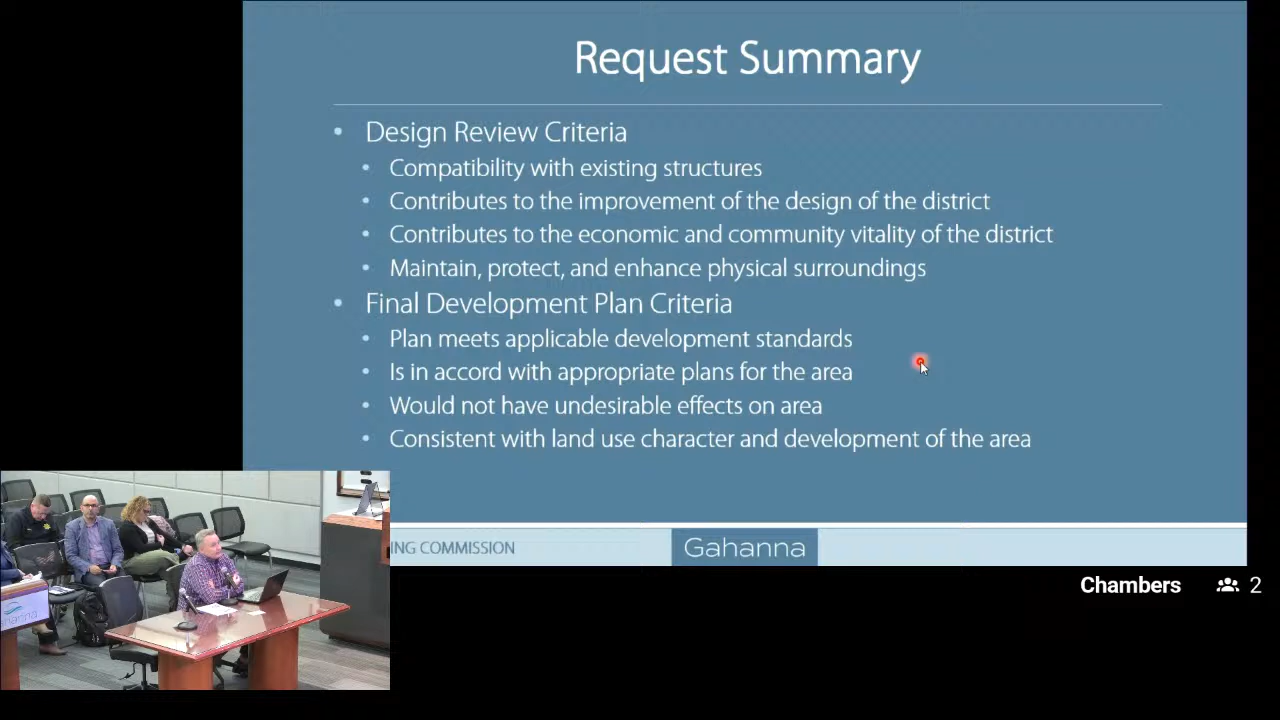 Request Summary
• Design Review Criteria
• Compatibility with existing structures
• Contributes to the improvement of the design of the district
• Contributes to the economic and community vitality of the district
• Maintain, protect, and enhance physical surroundings
• Final Development Plan Criteria
• Plan meets applicable development standards
• Is in accord with appropriate plans for the area
• Would not have undesirable effects on area
• Consistent with land use character and development of the area
ING COMMISSION
Gahanna
Chambers
2